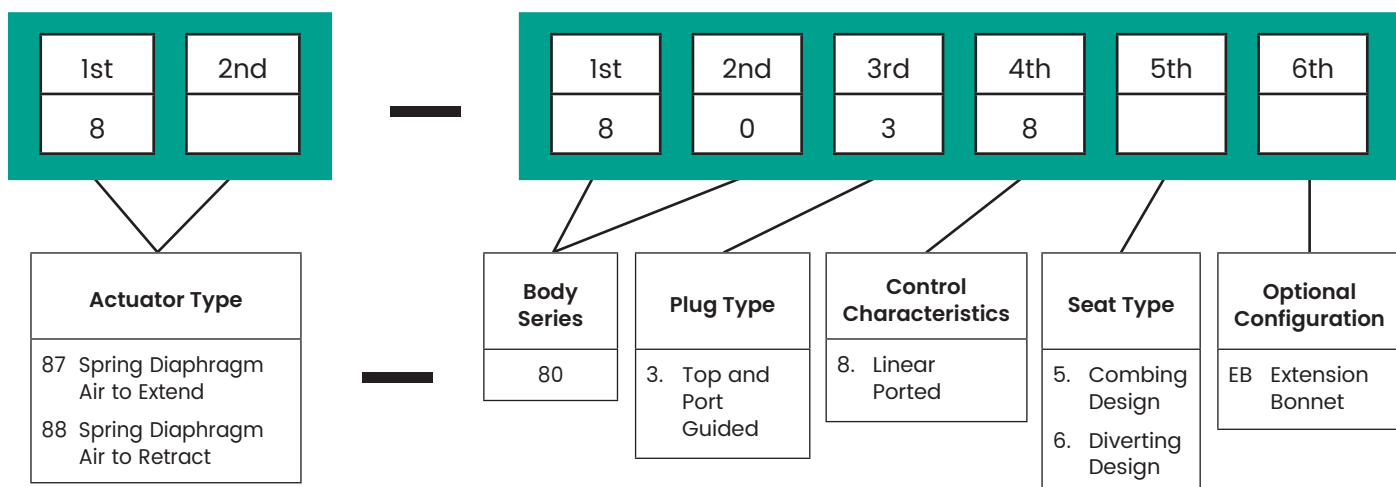 1st 2nd 1st 2nd 3rd 4th 5th 6th
8 8 0 3 8
Actuator Type
87 Spring Diaphragm
Air to Extend
88 Spring Diaphragm
Air to Retract
Body
Series
80
Plug Type
3. Top and
Port
Guided
Control
Characteristics
8. Linear
Ported
Seat Type
5. Combing
Design
6. Diverting
Design
Optional
Configuration
EB Extension
Bonnet